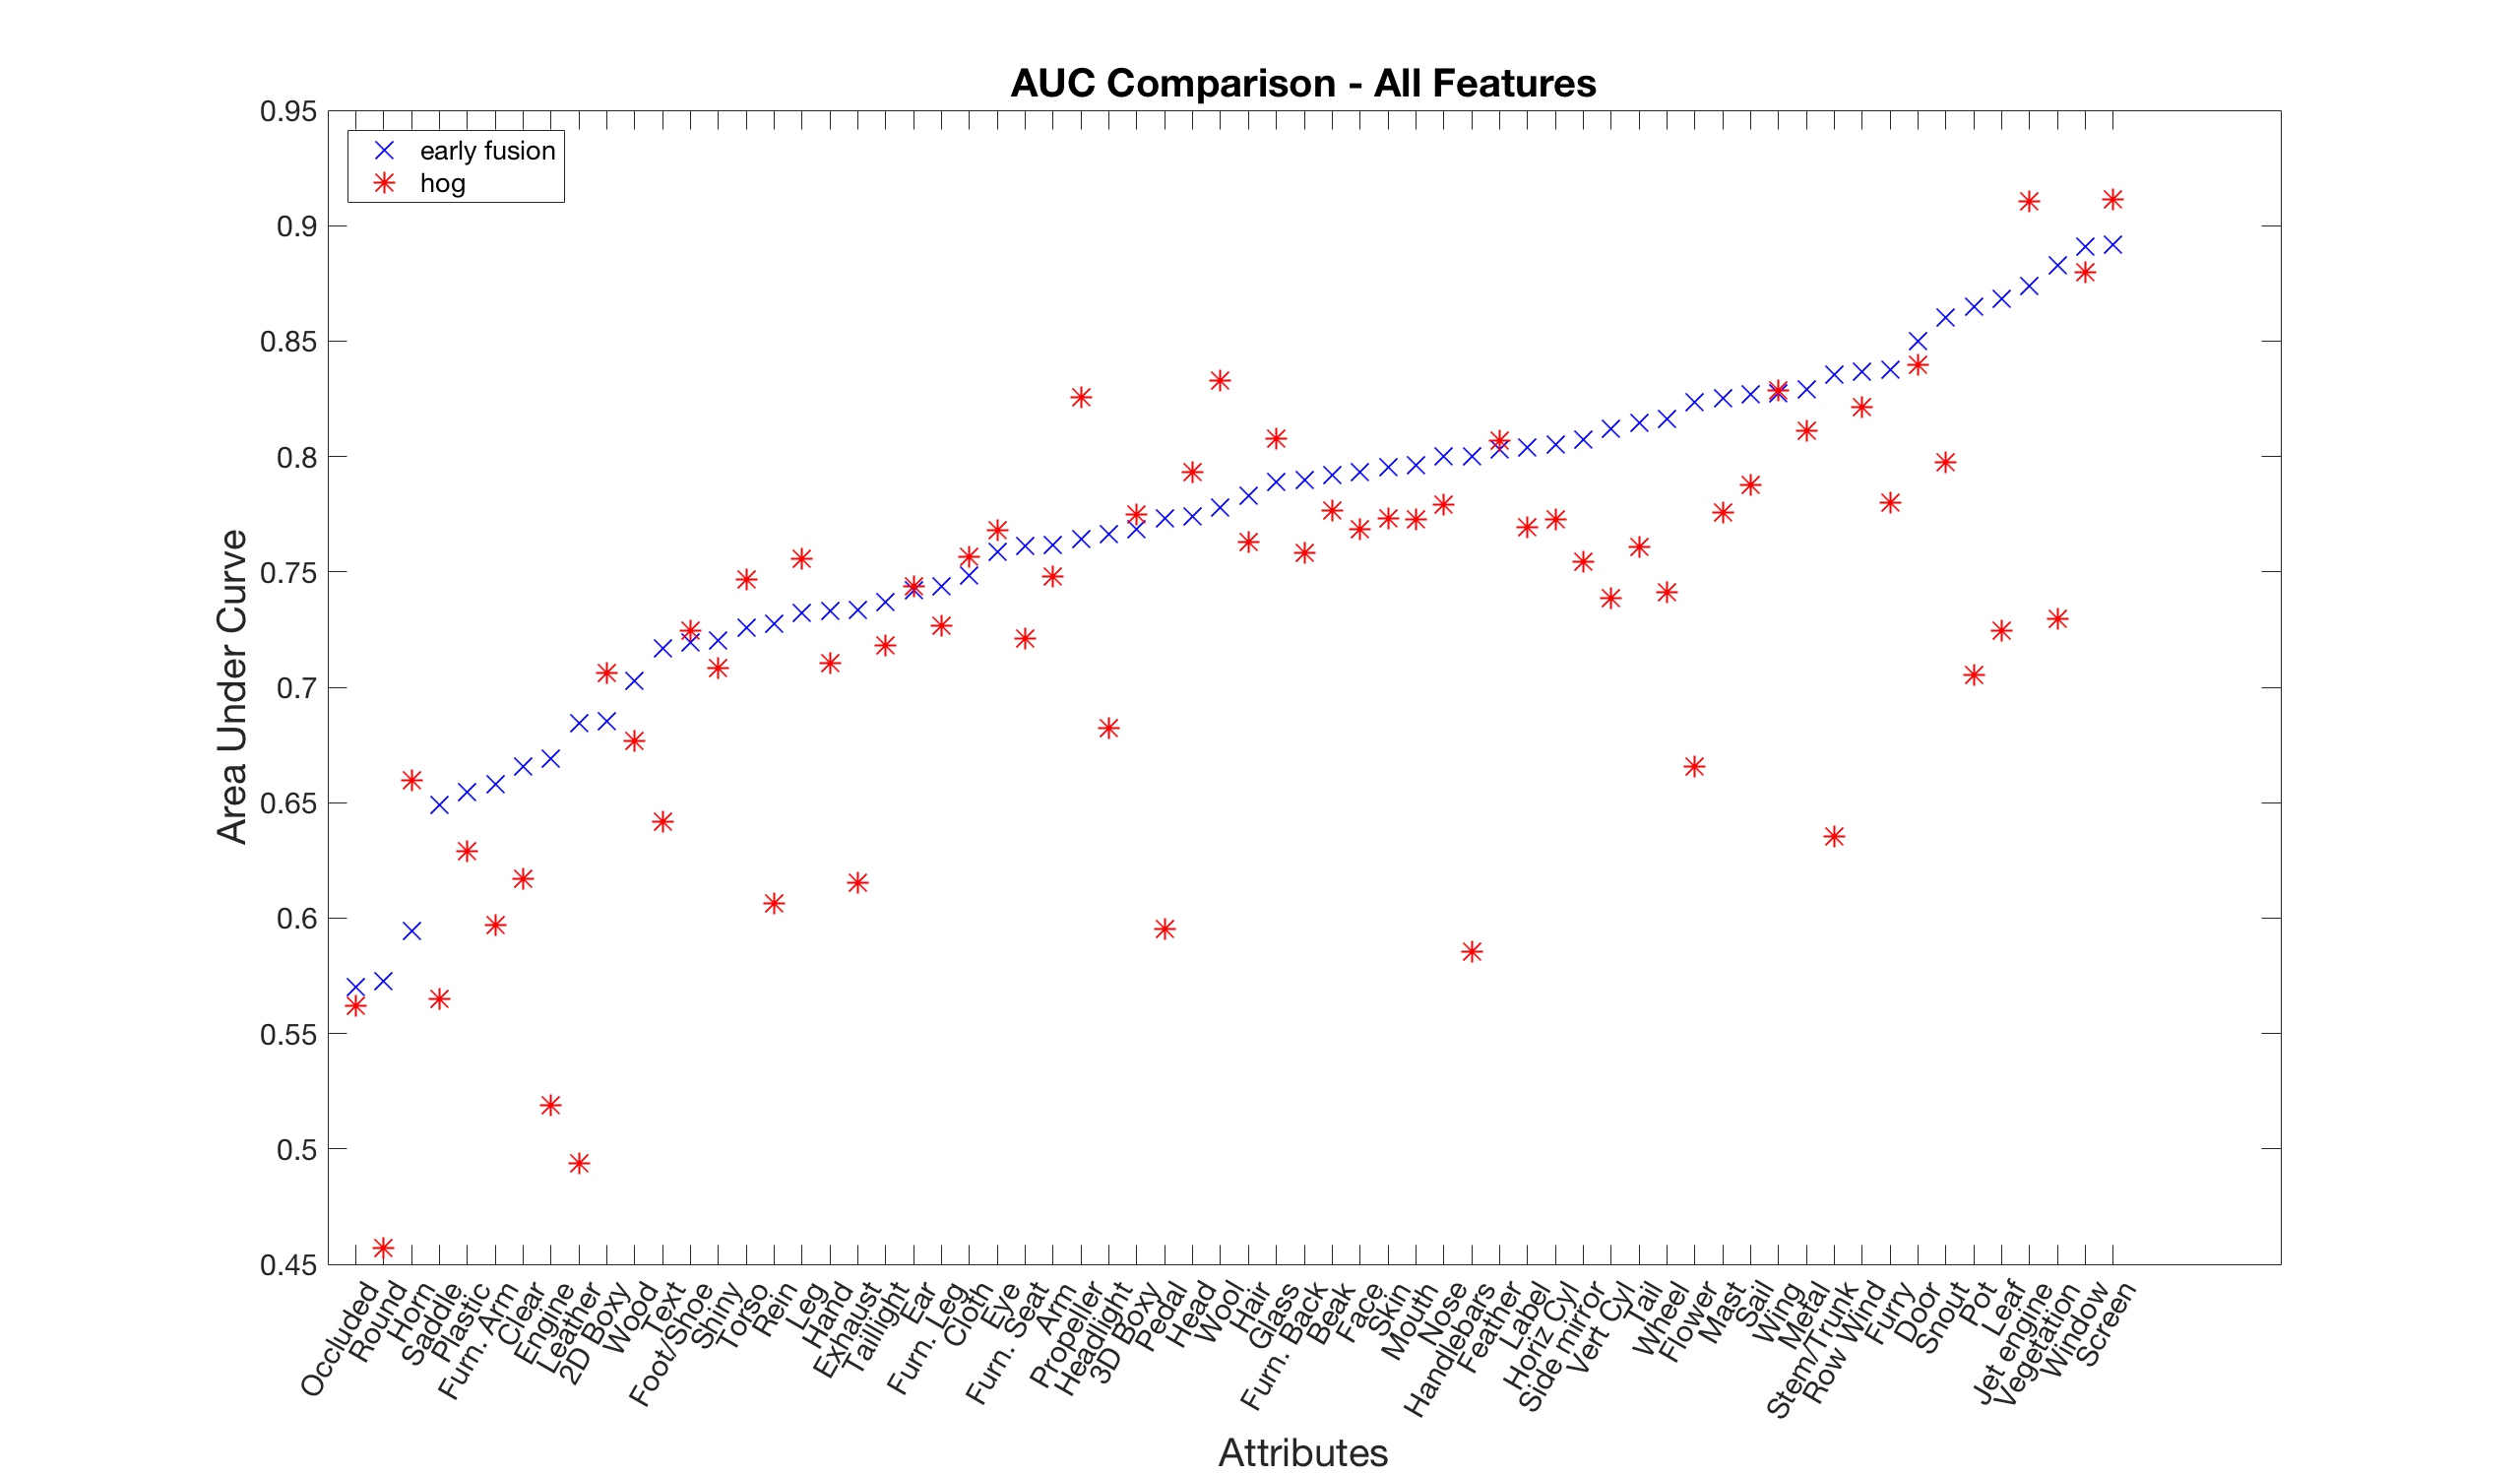 AUC Comparison - All Features
early fusion
hog
0.95
0.9
0.85
0.8
0.75
0.7
0.65
0.6
0.55
0.5
0.45
Area Under Curve
Occluded
Round
Horn
Saddle
Plastic
Furn. Arm
Clear
Engine
Leather
2D Boxy
Wood
Text
Foot/Shoe
Shiny
Torso
Rein
Leg
Hand
Exhaust
Taillight
Ear
Furn. Leg
Cloth
Eye
Furn. Seat
Arm
Propeller
Headlight
3D Boxy
Pedal
Head
Wool
Hair
Glass
Furn. Back
Beak
Face
Skin
Mouth
Nose
Handlebars
Feather
Label
Horiz Cyl
Side mirror
Vert Cyl
Tail
Wheel
Flower
Mast
Sail
Wing
Metal
Stem/Trunk
Row Wind
Furry
Door
Snout
Pot
Leaf
Jet engine
Vegetation
Window
Screen
Attributes